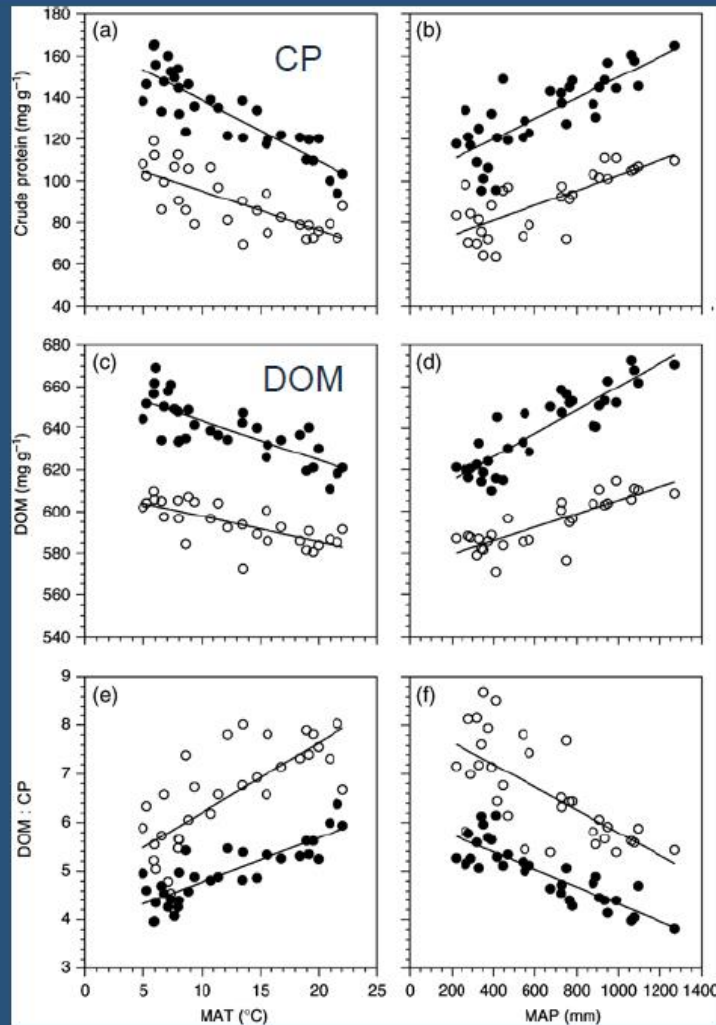 (a)
CP
(b)
Crude protein (mg g⁻¹)
180
160
140
120
100
80
60
40
(c)
DOM
(d)
DOM (mg g⁻¹)
680
660
640
620
600
580
560
540
(e)
(f)
DOM : CP
9
8
7
6
5
4
3
0 5 10 15 20 25
0 200 400 600 800 1000 1200 1400
MAT (°C)
MAP (mm)